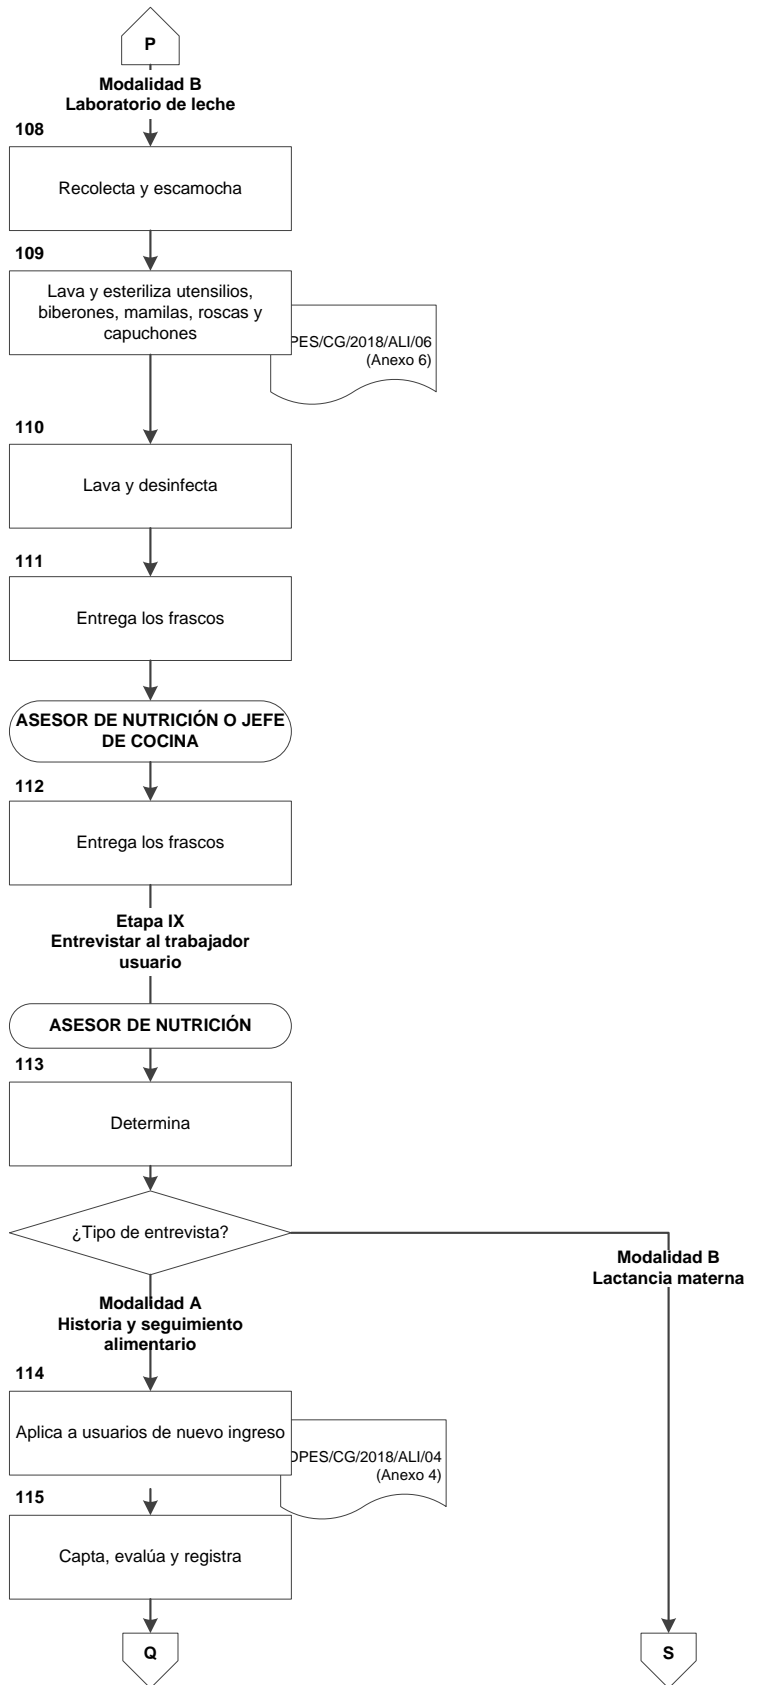 P
Modalidad B
Laboratorio de leche
108
Recolecta y escamocha
109
Lava y esteriliza utensilios,
biberones, mamilas, roscas y
capuchones
PES/CG/2018/ALI/06
(Anexo 6)
110
Lava y desinfecta
111
Entrega los frascos
ASESOR DE NUTRICIÓN O JEFE
DE COCINA
112
Entrega los frascos
Etapa IX
Entrevistar al trabajador
usuario
ASESOR DE NUTRICIÓN
113
Determina
¿Tipo de entrevista?
Modalidad B
Lactancia materna
Modalidad A
Historia y seguimiento
alimentario
114
Aplica a usuarios de nuevo ingreso
DPES/CG/2018/ALI/04
(Anexo 4)
115
Capta, evalúa y registra
Q
S